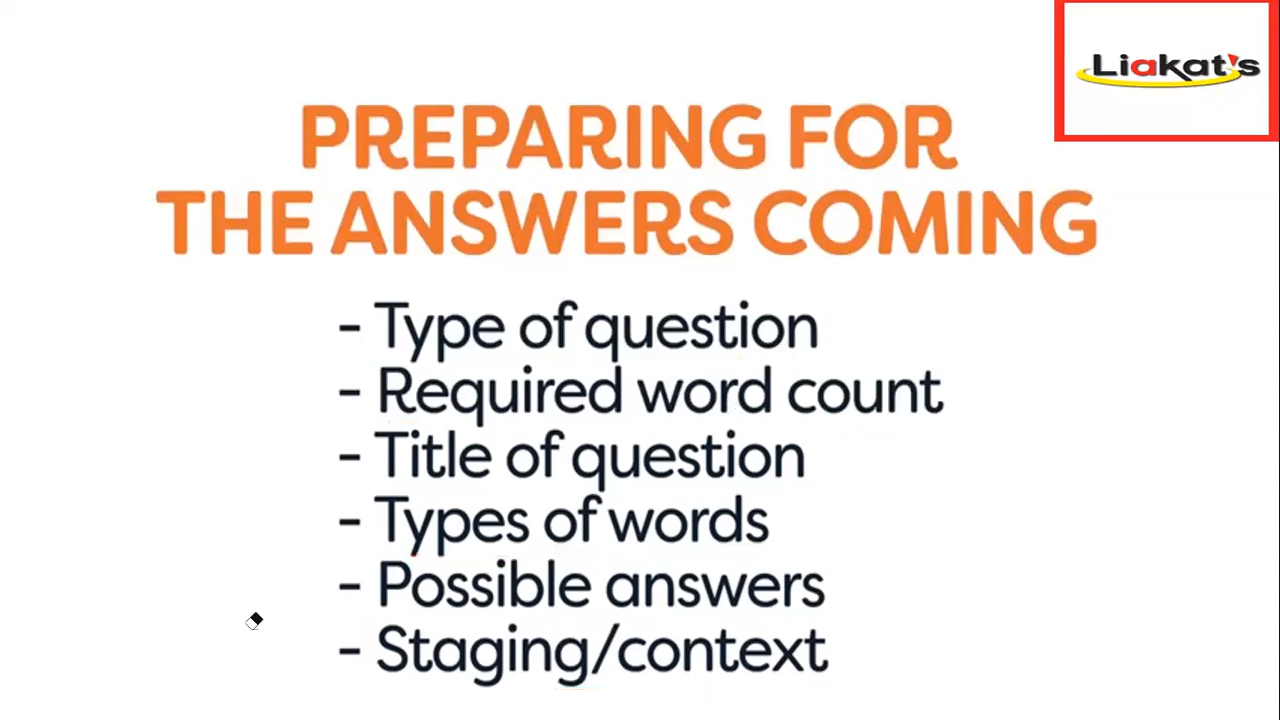 Liakat's
PREPARING FOR
THE ANSWERS COMING
- Type of question
- Required word count
- Title of question
- Types of words
- Possible answers
- Staging/context